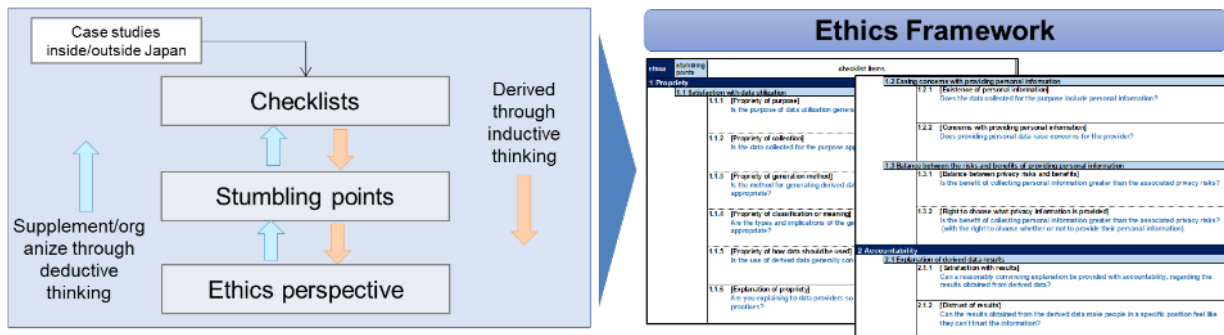 Case studies
inside/outside Japan
Checklists
Stumbling points
Ethics perspective
Supplement/org
anize through
deductive
thinking
Derived
through
inductive
thinking
Ethics Framework
stumbling
points
checklist items
1 Propriety
1.1 Satisfaction with data utilization
1.1.1 [Propriety of purpose]
Is the purpose of data utilization genera
1.1.2 [Propriety of collection]
Is the data collected for the purpose app
1.1.3 [Propriety of generation method]
Is the method for generating derived dat
appropriate?
1.1.4 [Propriety of classification or meaning]
Are the types and implications of the ge
appropriate?
1.1.5 [Propriety of how data should be used]
Is the use of derived data generally con
1.1.6 [Explanation of propriety]
Are you explaining to data providers so
practices?
1.2 Easing concerns with providing personal information
1.2.1 [Existence of personal information]
Does the data collected for the purpose include personal information?
1.2.2 [Concerns with providing personal information]
Does providing personal data raise concerns for the provider?
1.3 Balance between the risks and benefits of providing personal information
1.3.1 [Balance between privacy risks and benefits]
Is the benefit of collecting personal information greater than the associated privacy risks?
1.3.2 [Right to choose what privacy information is provided]
Is the benefit of collecting personal information greater than the associated privacy risks?
(with the right to choose whether or not to provide their personal information)
2 Accountability
2.1 Explanation of derived data results
2.1.1 [Satisfaction with results]
Can a reasonably convincing explanation be provided with accountability, regarding the
results obtained from derived data?
2.1.2 [Distrust of results]
Can the results obtained from the derived data make people in a specific position feel like
they can't trust the information?